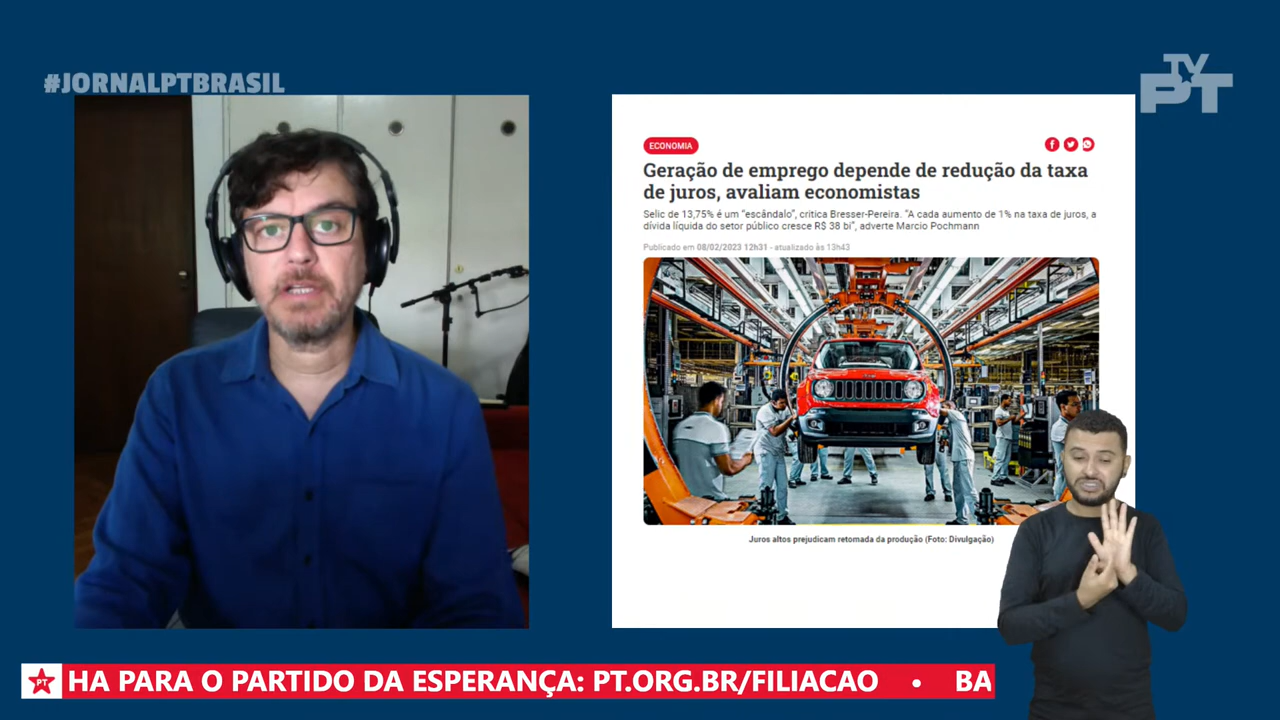 #JORNALPTBRASIL
TV
PT
ECONOMIA
Geração de emprego depende de redução da taxa
de juros, avaliam economistas
Selic de 13,75% é um "escândalo", critica Bresser-Pereira. "A cada aumento de 1% na taxa de juros, a
dívida líquida do setor público cresce R$ 38 bi", adverte Marcio Pochmann
Publicado em 08/02/2023 12h31 - atualizado às 13h43
Juros altos prejudicam retomada da produção (Foto: Divulgação)
PT HA PARA O PARTIDO DA ESPERANÇA: PT.ORG.BR/FILIACAO • BA